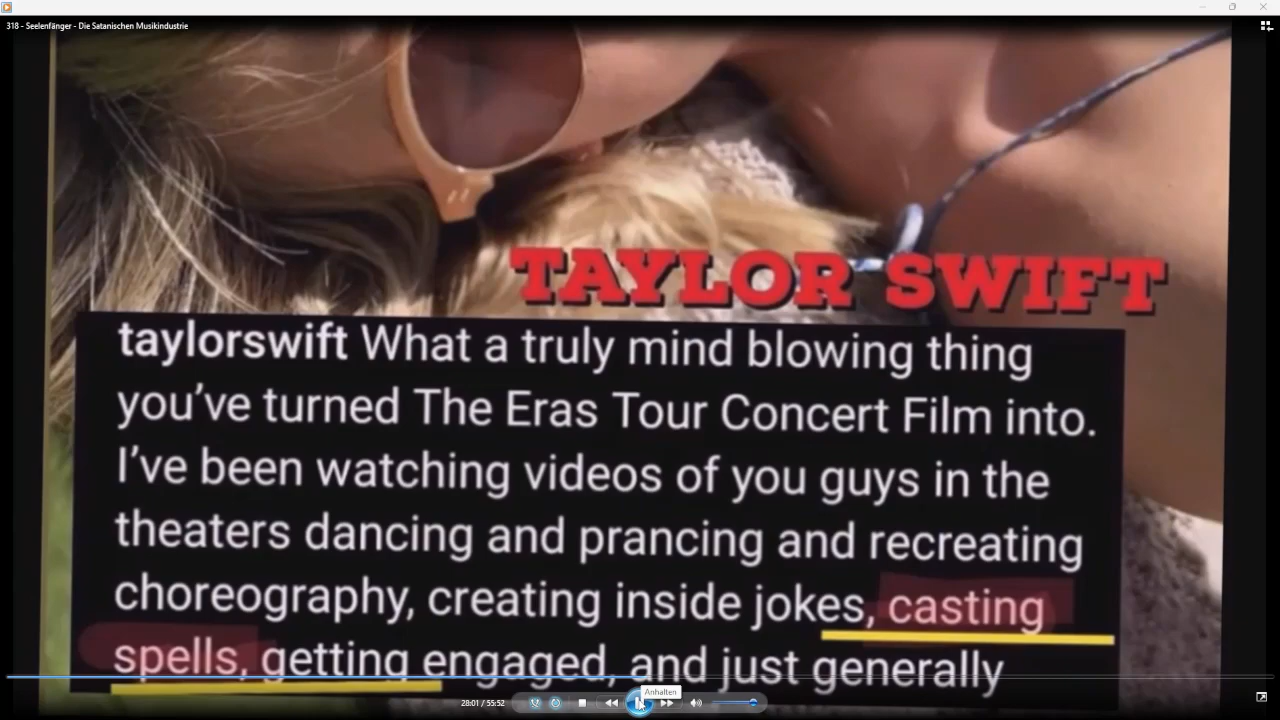 318 - Seelenfänger - Die Satanischen Musikindustrie
TAYLOR SWIFT
taylorswift What a truly mind blowing thing
you've turned The Eras Tour Concert Film into.
I've been watching videos of you guys in the
theaters dancing and prancing and recreating
choreography, creating inside jokes, casting
spells, getting engaged, and just generally
Anhalten
28:01 / 55:52